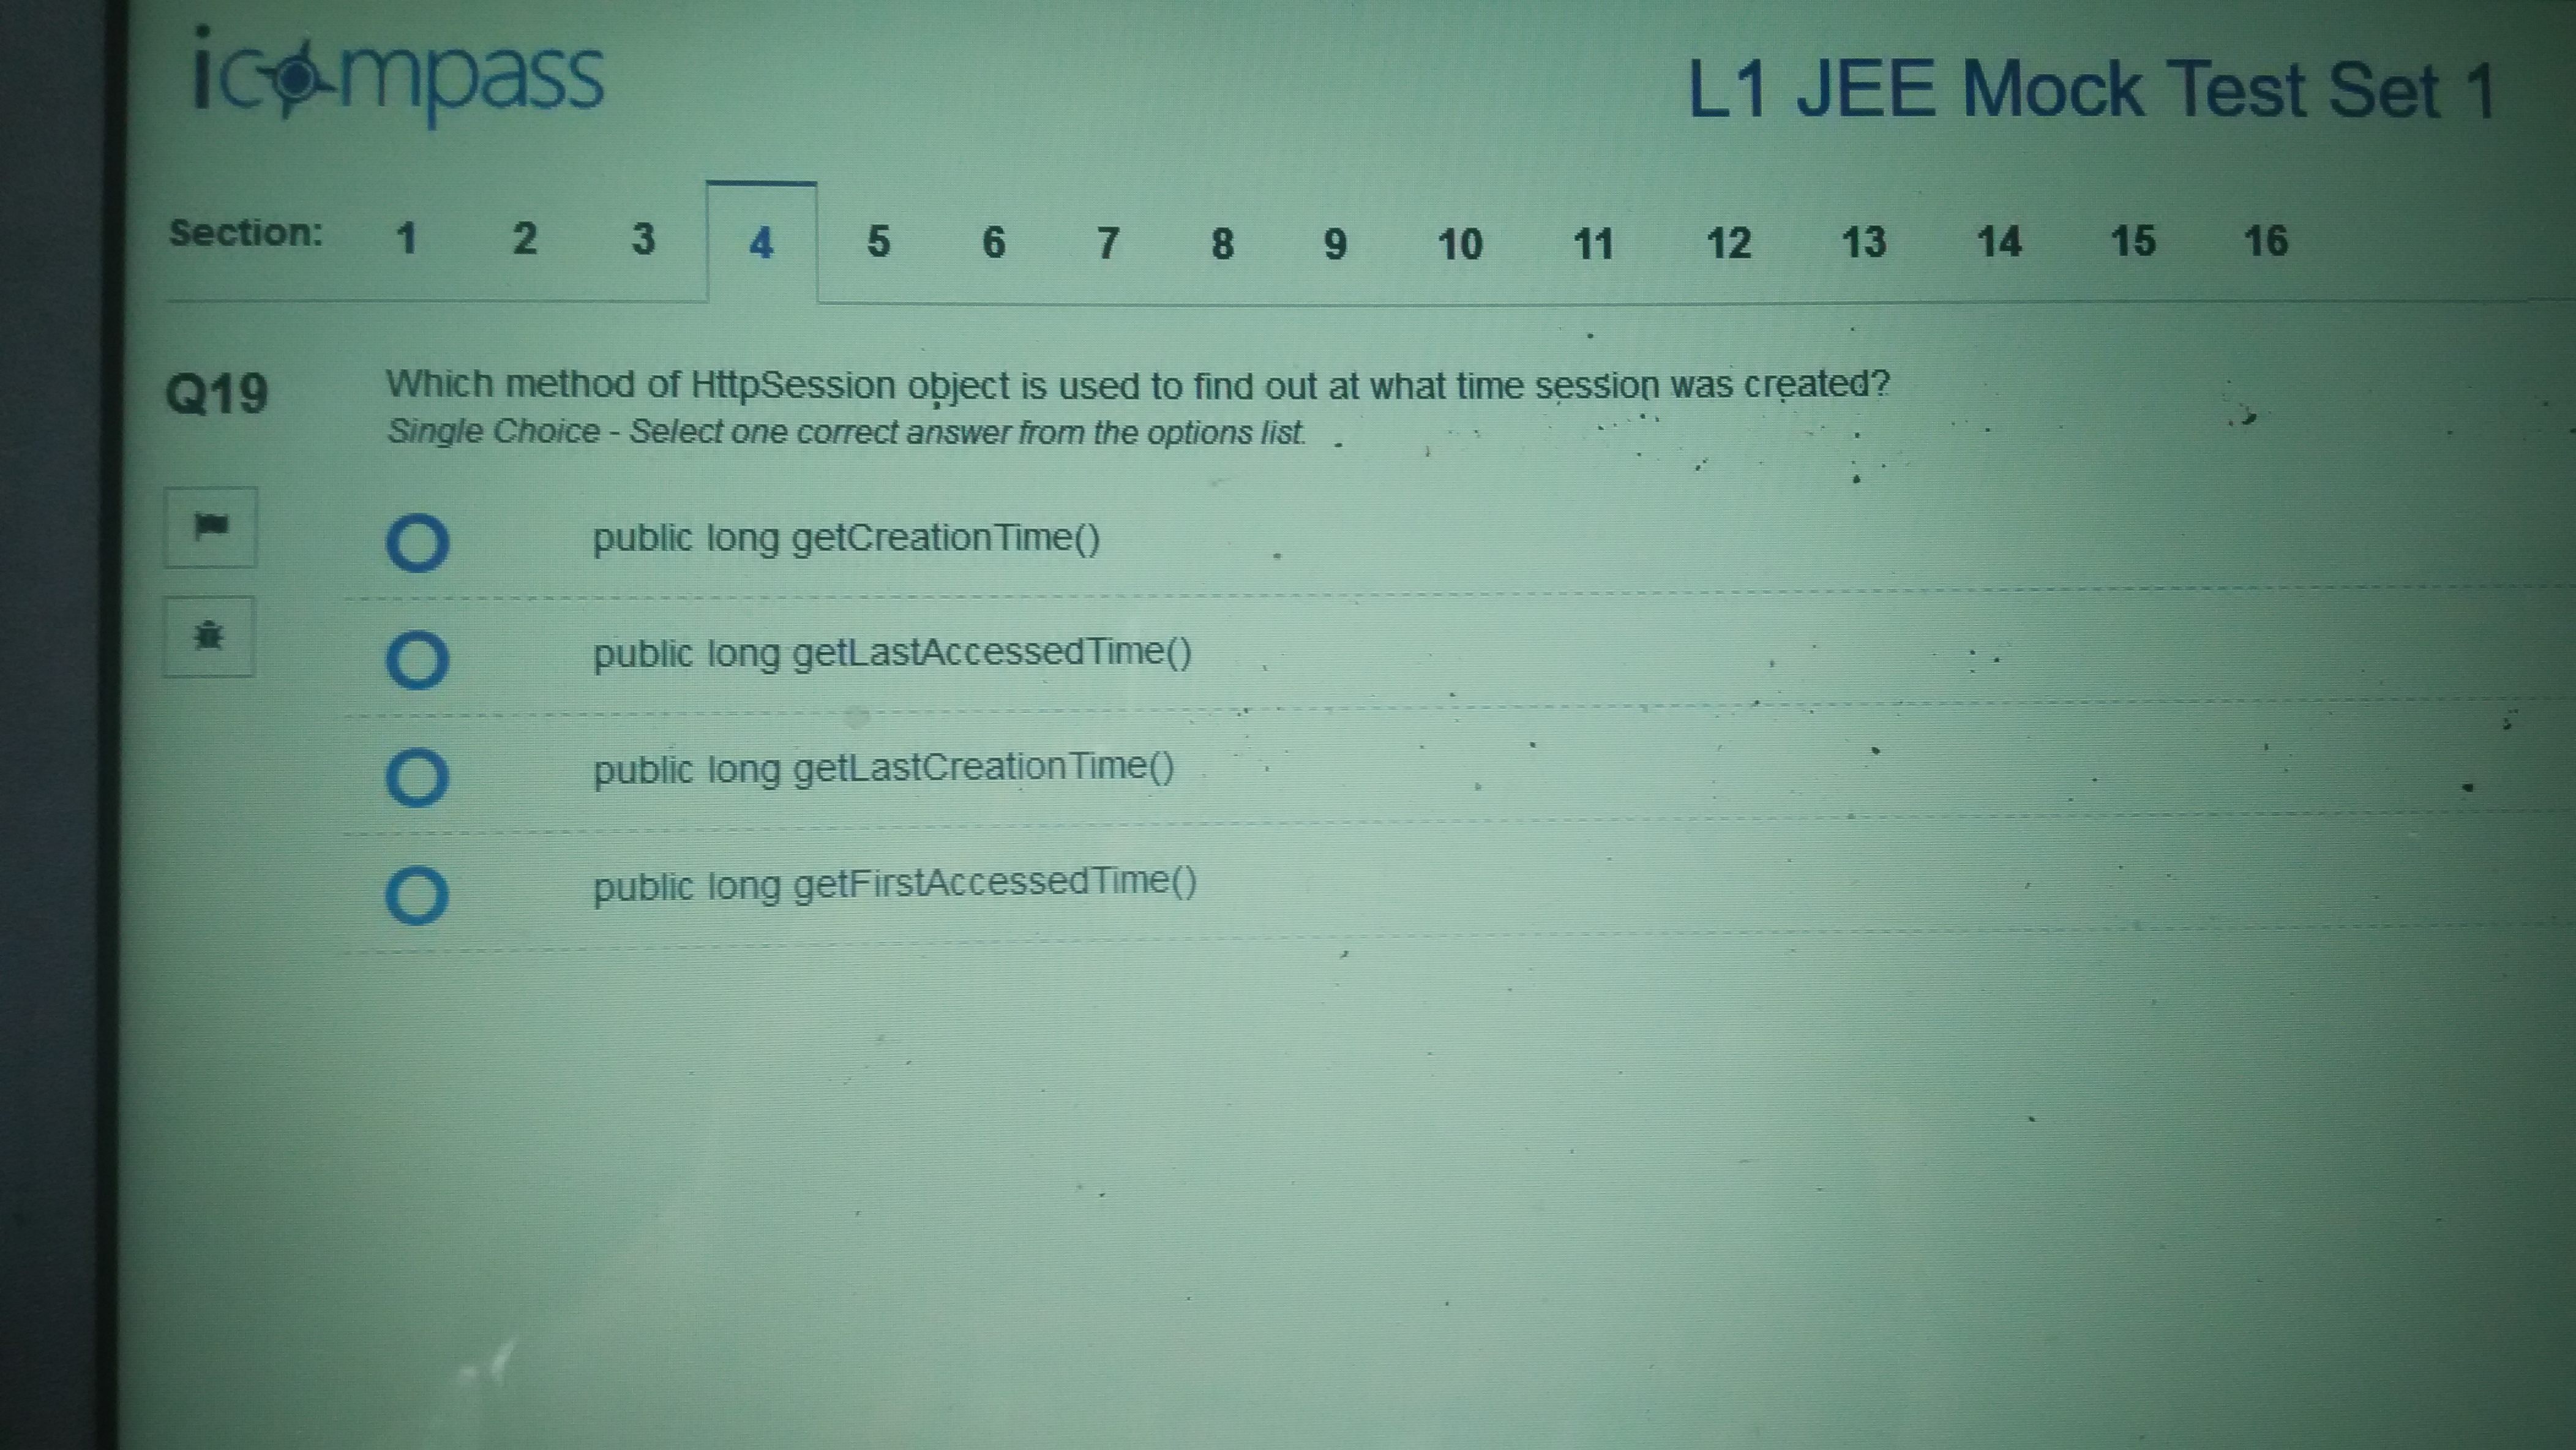 icompass
L1 JEE Mock Test Set 1
Section: 1 2 3 4 5 6 7 8 9 10 11 12 13 14 15 16
Q19 Which method of HttpSession object is used to find out at what time session was created?
Single Choice - Select one correct answer from the options list.
public long getCreationTime()
public long getLastAccessedTime()
public long getLastCreationTime()
public long getFirstAccessedTime()